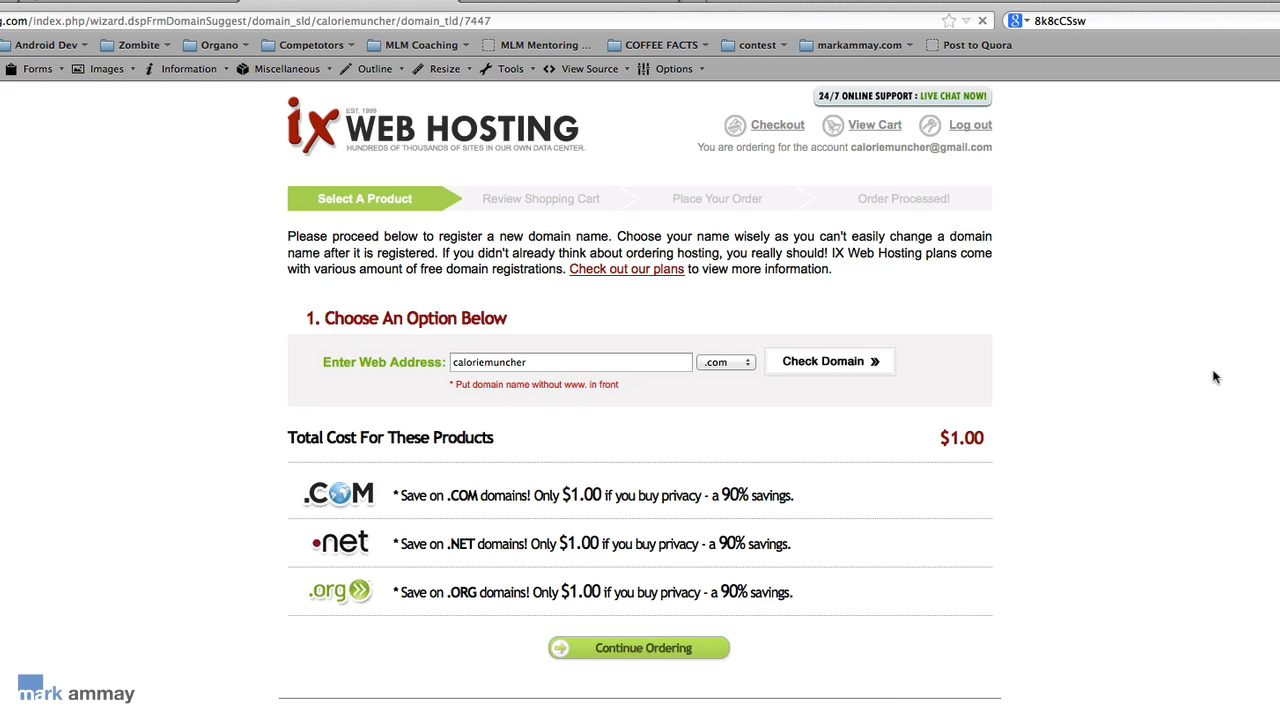 g.com/index.php/wizard.dspFrmDomainSuggest/domain_sld/caloriemuncher/domain_tld/7447
8k8cCSsw
Android Dev Zombite Organo Competetors MLM Coaching MLM Mentoring ... COFFEE FACTS contest markammay.com Post to Quora
Forms Images Information Miscellaneous Outline Resize Tools View Source Options
24/7 ONLINE SUPPORT : LIVE CHAT NOW!
EST. 1999
ix WEB HOSTING
HUNDREDS OF THOUSANDS OF SITES IN OUR OWN DATA CENTER.
Checkout View Cart Log out
You are ordering for the account caloriemuncher@gmail.com
Select A Product Review Shopping Cart Place Your Order Order Processed!
Please proceed below to register a new domain name. Choose your name wisely as you can't easily change a domain
name after it is registered. If you didn't already think about ordering hosting, you really should! IX Web Hosting plans come
with various amount of free domain registrations. Check out our plans to view more information.
1. Choose An Option Below
Enter Web Address: caloriemuncher .com Check Domain »
* Put domain name without www. in front
Total Cost For These Products $1.00
.COM * Save on .COM domains! Only $1.00 if you buy privacy - a 90% savings.
.net * Save on .NET domains! Only $1.00 if you buy privacy - a 90% savings.
.org * Save on .ORG domains! Only $1.00 if you buy privacy - a 90% savings.
Continue Ordering
mark ammay